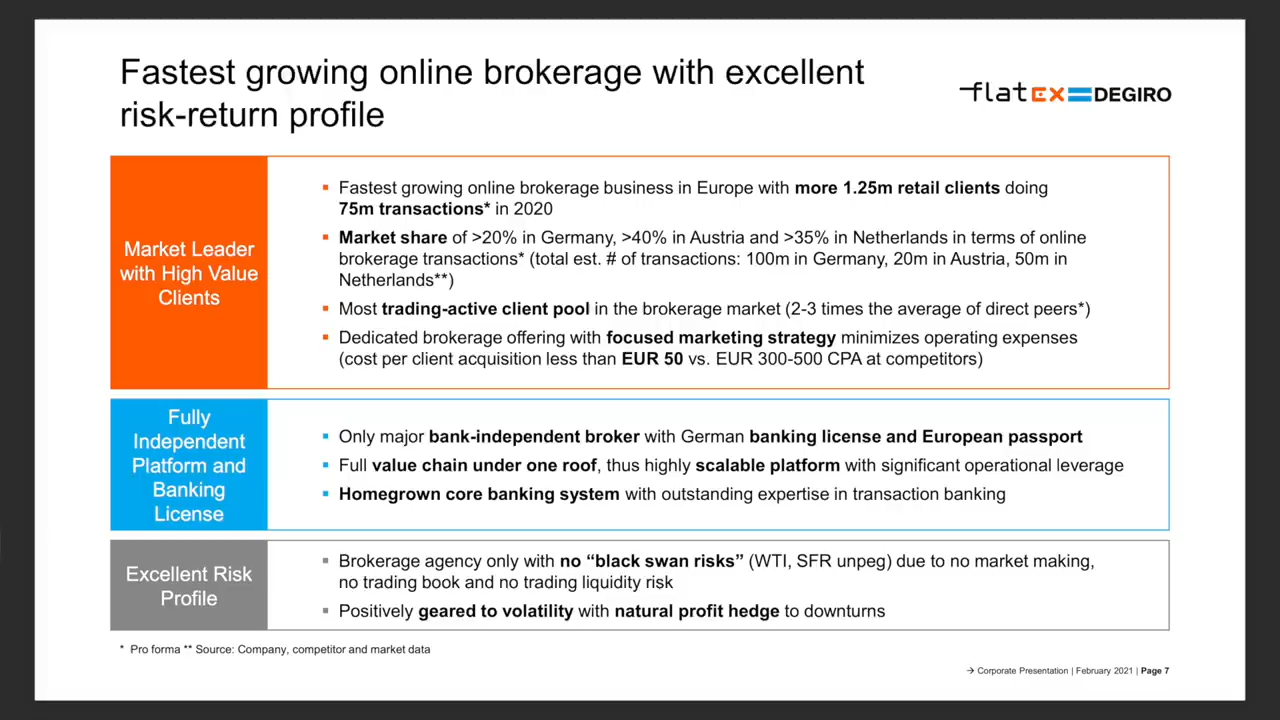 Fastest growing online brokerage with excellent
risk-return profile
flatEX=DEGIRO
Market Leader
with High Value
Clients
▪ Fastest growing online brokerage business in Europe with more 1.25m retail clients doing
75m transactions* in 2020
▪ Market share of >20% in Germany, >40% in Austria and >35% in Netherlands in terms of online
brokerage transactions* (total est. # of transactions: 100m in Germany, 20m in Austria, 50m in
Netherlands**)
▪ Most trading-active client pool in the brokerage market (2-3 times the average of direct peers*)
▪ Dedicated brokerage offering with focused marketing strategy minimizes operating expenses
(cost per client acquisition less than EUR 50 vs. EUR 300-500 CPA at competitors)
Fully
Independent
Platform and
Banking
License
▪ Only major bank-independent broker with German banking license and European passport
▪ Full value chain under one roof, thus highly scalable platform with significant operational leverage
▪ Homegrown core banking system with outstanding expertise in transaction banking
Excellent Risk
Profile
▪ Brokerage agency only with no “black swan risks” (WTI, SFR unpeg) due to no market making,
no trading book and no trading liquidity risk
▪ Positively geared to volatility with natural profit hedge to downturns
* Pro forma ** Source: Company, competitor and market data
→ Corporate Presentation | February 2021 | Page 7